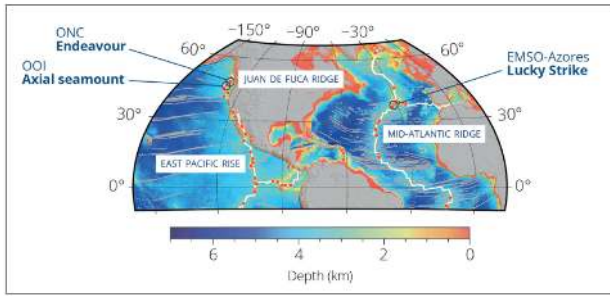 −150° −90° −30°
ONC
Endeavour
60°
60°
EMSO-Azores
Lucky Strike
OOI
Axial seamount
JUAN DE FUCA RIDGE
30°
30°
MID-ATLANTIC RIDGE
EAST PACIFIC RISE
0°
0°
6 4 2 0
Depth (km)